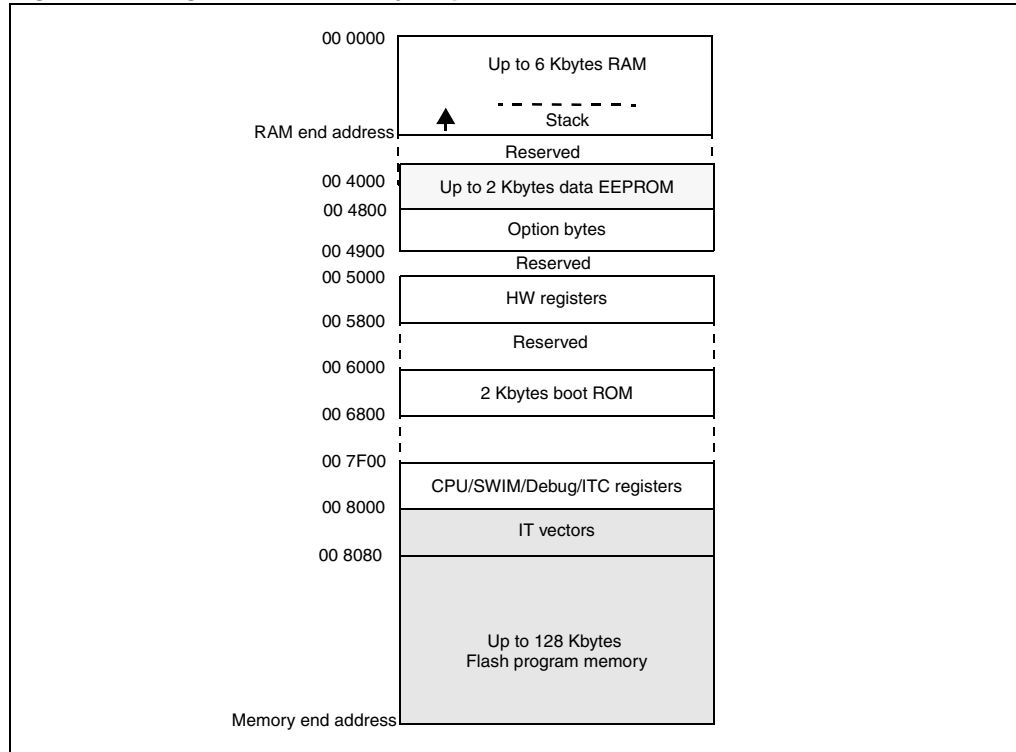 00 0000
Up to 6 Kbytes RAM
Stack
RAM end address
Reserved
00 4000
Up to 2 Kbytes data EEPROM
00 4800
Option bytes
00 4900
Reserved
00 5000
HW registers
00 5800
Reserved
00 6000
2 Kbytes boot ROM
00 6800
00 7F00
CPU/SWIM/Debug/ITC registers
00 8000
IT vectors
00 8080
Up to 128 Kbytes
Flash program memory
Memory end address